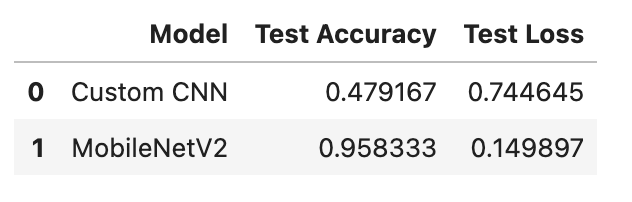 Model Test Accuracy Test Loss
0 Custom CNN 0.479167 0.744645
1 MobileNetV2 0.958333 0.149897